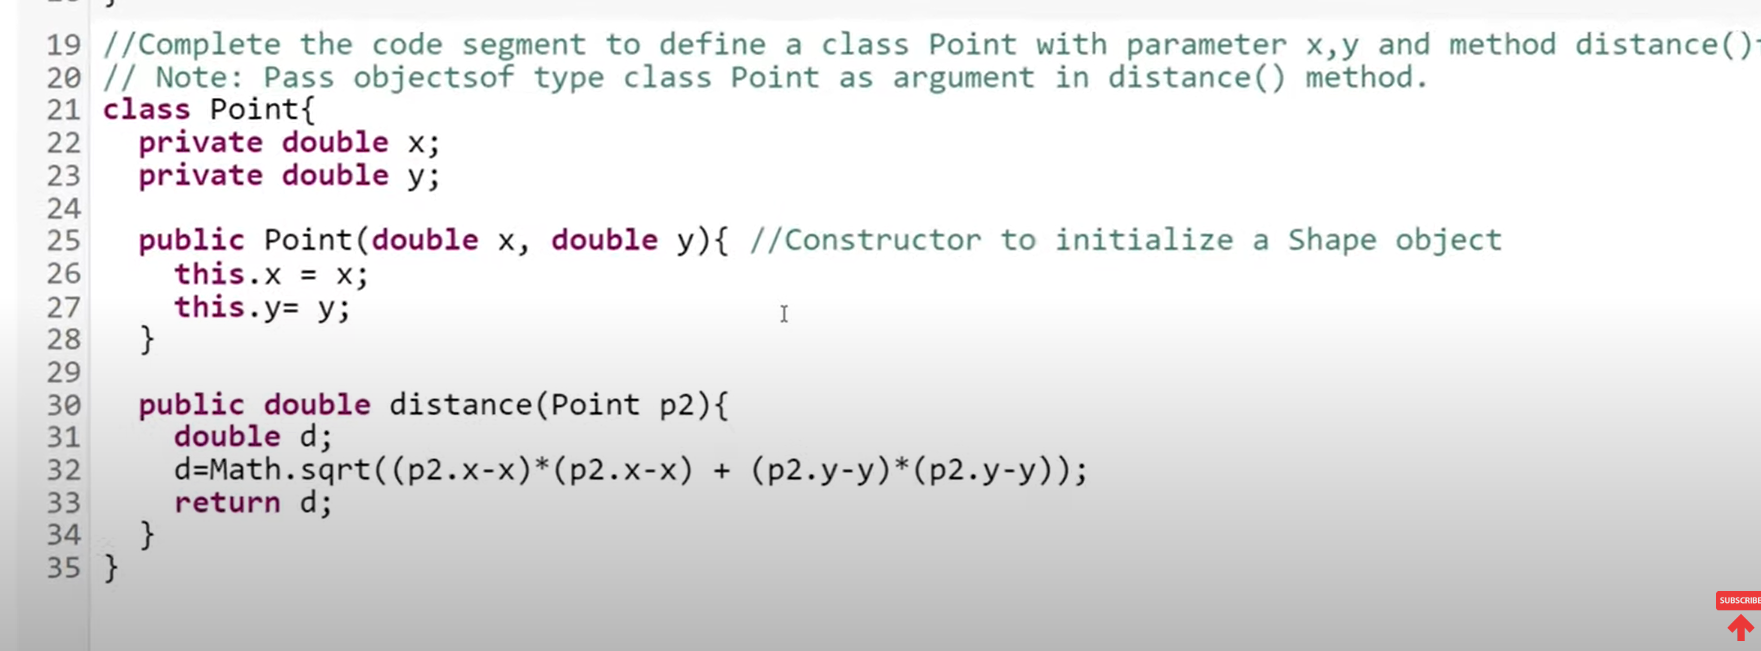 19 //Complete the code segment to define a class Point with parameter x,y and method distance()
20 // Note: Pass objectsof type class Point as argument in distance() method.
21 class Point{
22 private double x;
23 private double y;
24
25 public Point(double x, double y){ //Constructor to initialize a Shape object
26 this.x = x;
27 this.y= y;
28 }
29
30 public double distance(Point p2){
31 double d;
32 d=Math.sqrt((p2.x-x)*(p2.x-x) + (p2.y-y)*(p2.y-y));
33 return d;
34 }
35 }
SUBSCRIBE